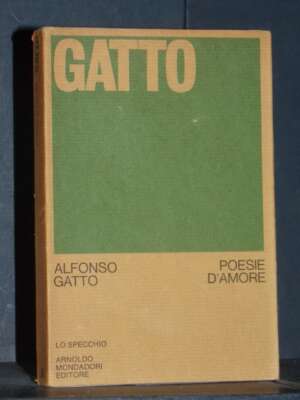 GATTO
ALFONSO
GATTO
POESIE
D'AMORE
LO SPECCHIO
ARNOLDO
MONDADORI
EDITORE